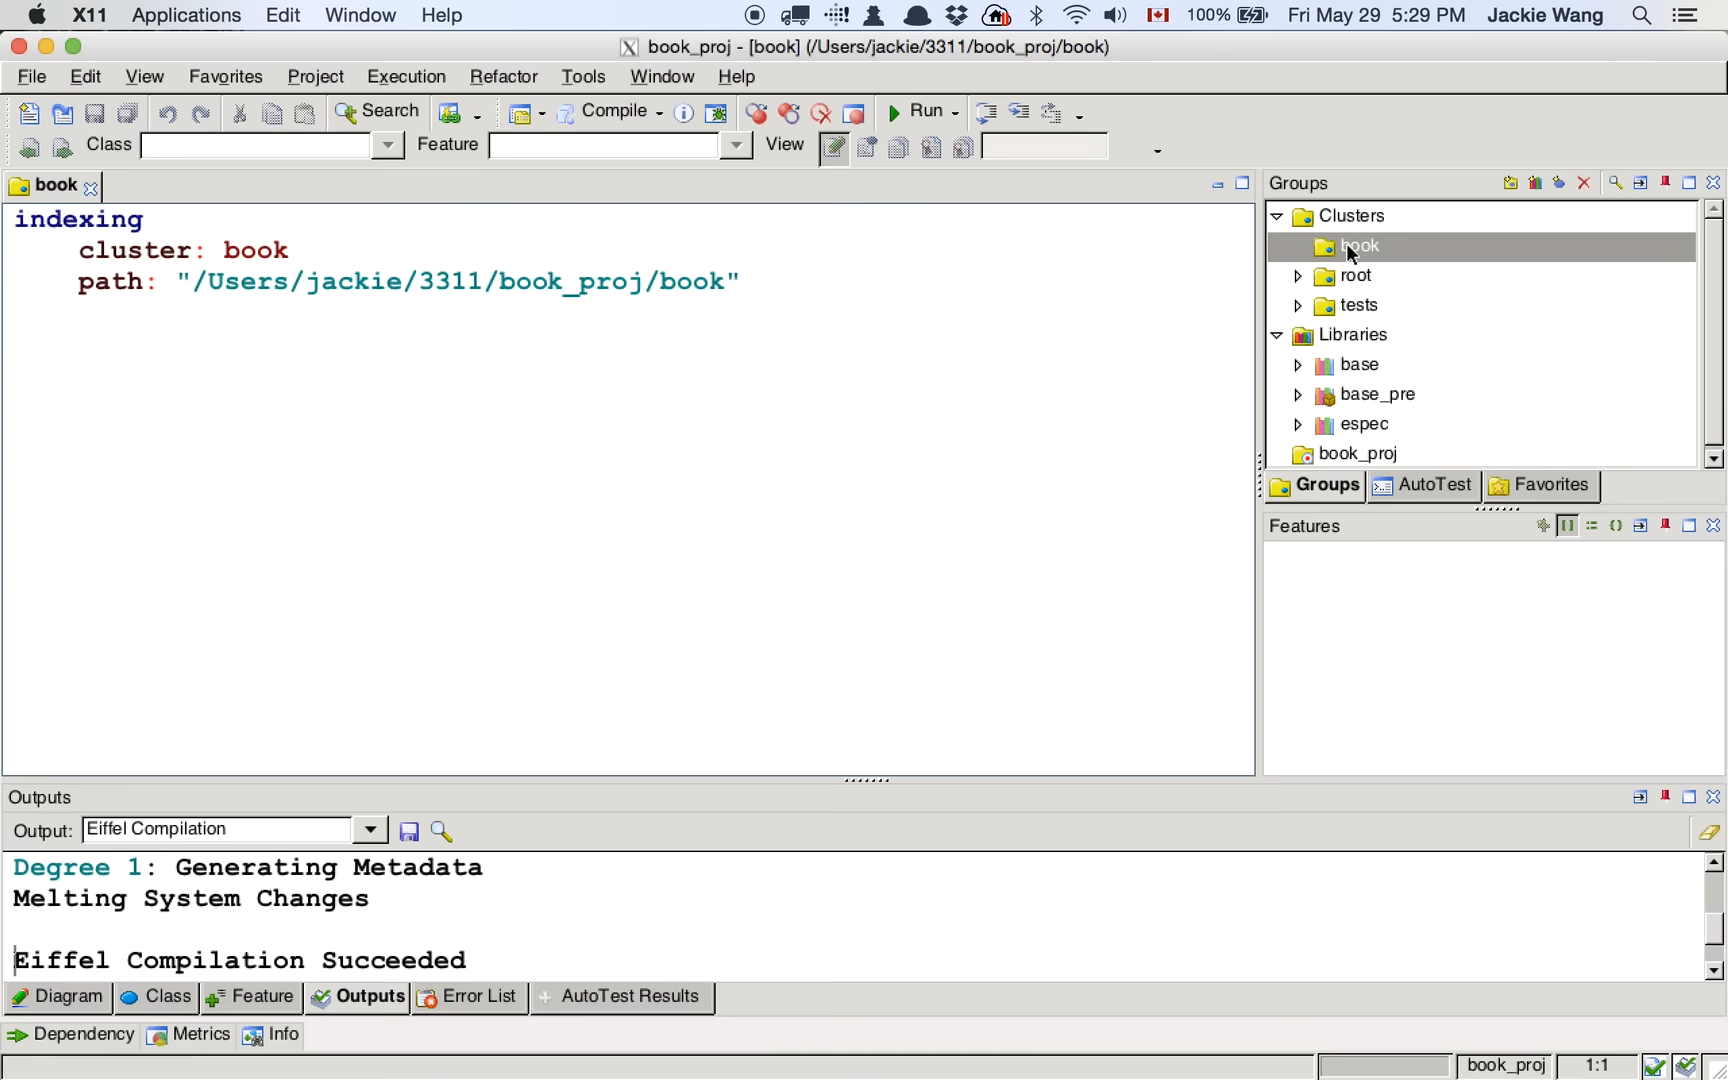 X11 Applications Edit Window Help 100% Fri May 29 5:29 PM Jackie Wang
book_proj - [book] (/Users/jackie/3311/book_proj/book)
File Edit View Favorites Project Execution Refactor Tools Window Help
Search Compile Run
Class Feature View
book
Groups
indexing
cluster: book
path: "/Users/jackie/3311/book_proj/book"
Clusters
book
root
tests
Libraries
base
base_pre
espec
book_proj
Groups AutoTest Favorites
Features
Outputs
Output: Eiffel Compilation
Degree 1: Generating Metadata
Melting System Changes
Eiffel Compilation Succeeded
Diagram Class Feature Outputs Error List AutoTest Results
Dependency Metrics Info
book_proj 1:1